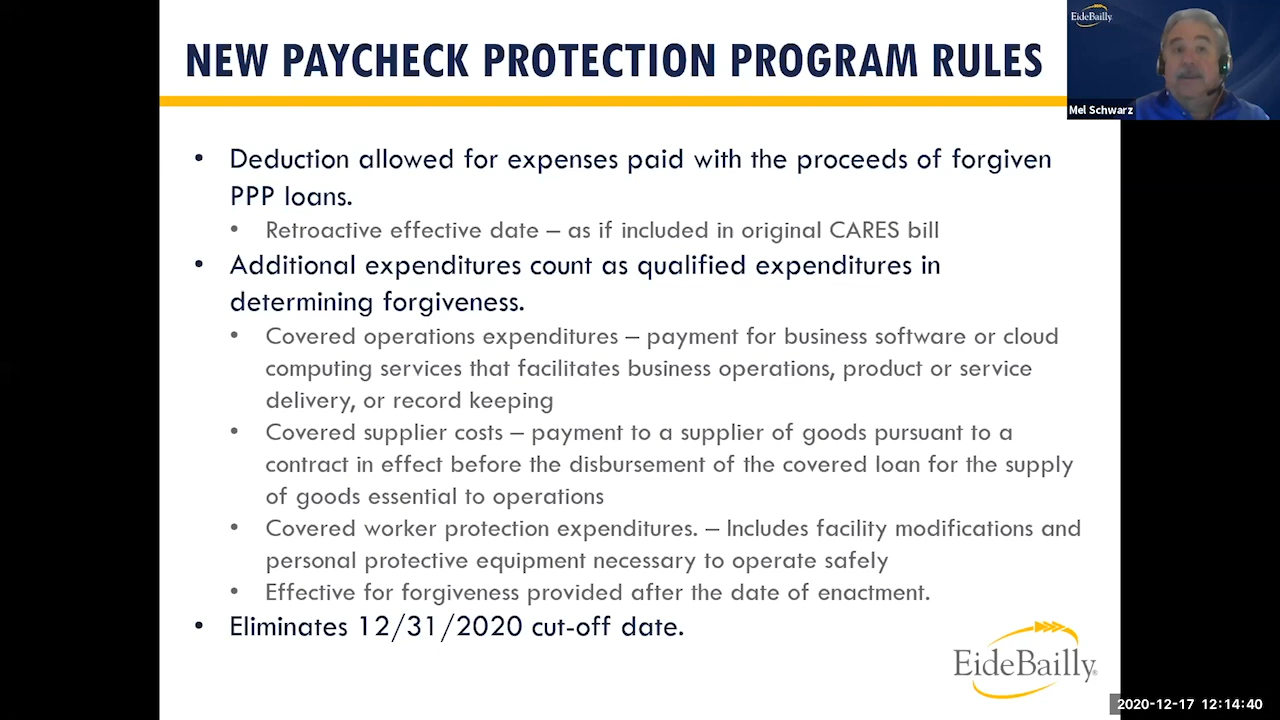 NEW PAYCHECK PROTECTION PROGRAM RULES
EideBailly
Mel Schwarz
• Deduction allowed for expenses paid with the proceeds of forgiven
PPP loans.
• Retroactive effective date – as if included in original CARES bill
• Additional expenditures count as qualified expenditures in
determining forgiveness.
• Covered operations expenditures – payment for business software or cloud
computing services that facilitates business operations, product or service
delivery, or record keeping
• Covered supplier costs – payment to a supplier of goods pursuant to a
contract in effect before the disbursement of the covered loan for the supply
of goods essential to operations
• Covered worker protection expenditures. – Includes facility modifications and
personal protective equipment necessary to operate safely
• Effective for forgiveness provided after the date of enactment.
• Eliminates 12/31/2020 cut-off date.
EideBailly®
2020-12-17 12:14:40